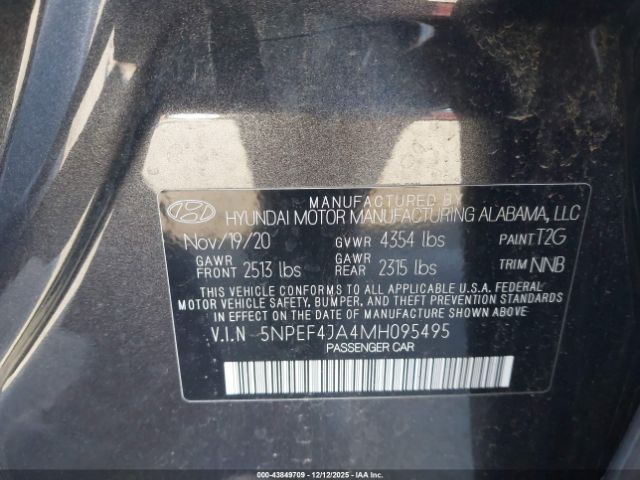 MANUFACTURED BY
HYUNDAI MOTOR MANUFACTURING ALABAMA, LLC
Nov/19/20 GVWR 4354 lbs PAINT T2G
GAWR FRONT 2513 lbs GAWR REAR 2315 lbs TRIM NNB
THIS VEHICLE CONFORMS TO ALL APPLICABLE U.S.A. FEDERAL
MOTOR VEHICLE SAFETY, BUMPER, AND THEFT PREVENTION STANDARDS
IN EFFECT ON THE DATE OF MANUFACTURE SHOWN ABOVE.
V.I.N 5NPEF4JA4MH095495
PASSENGER CAR
000-43849709 - 12/12/2025 - IAAI.COM